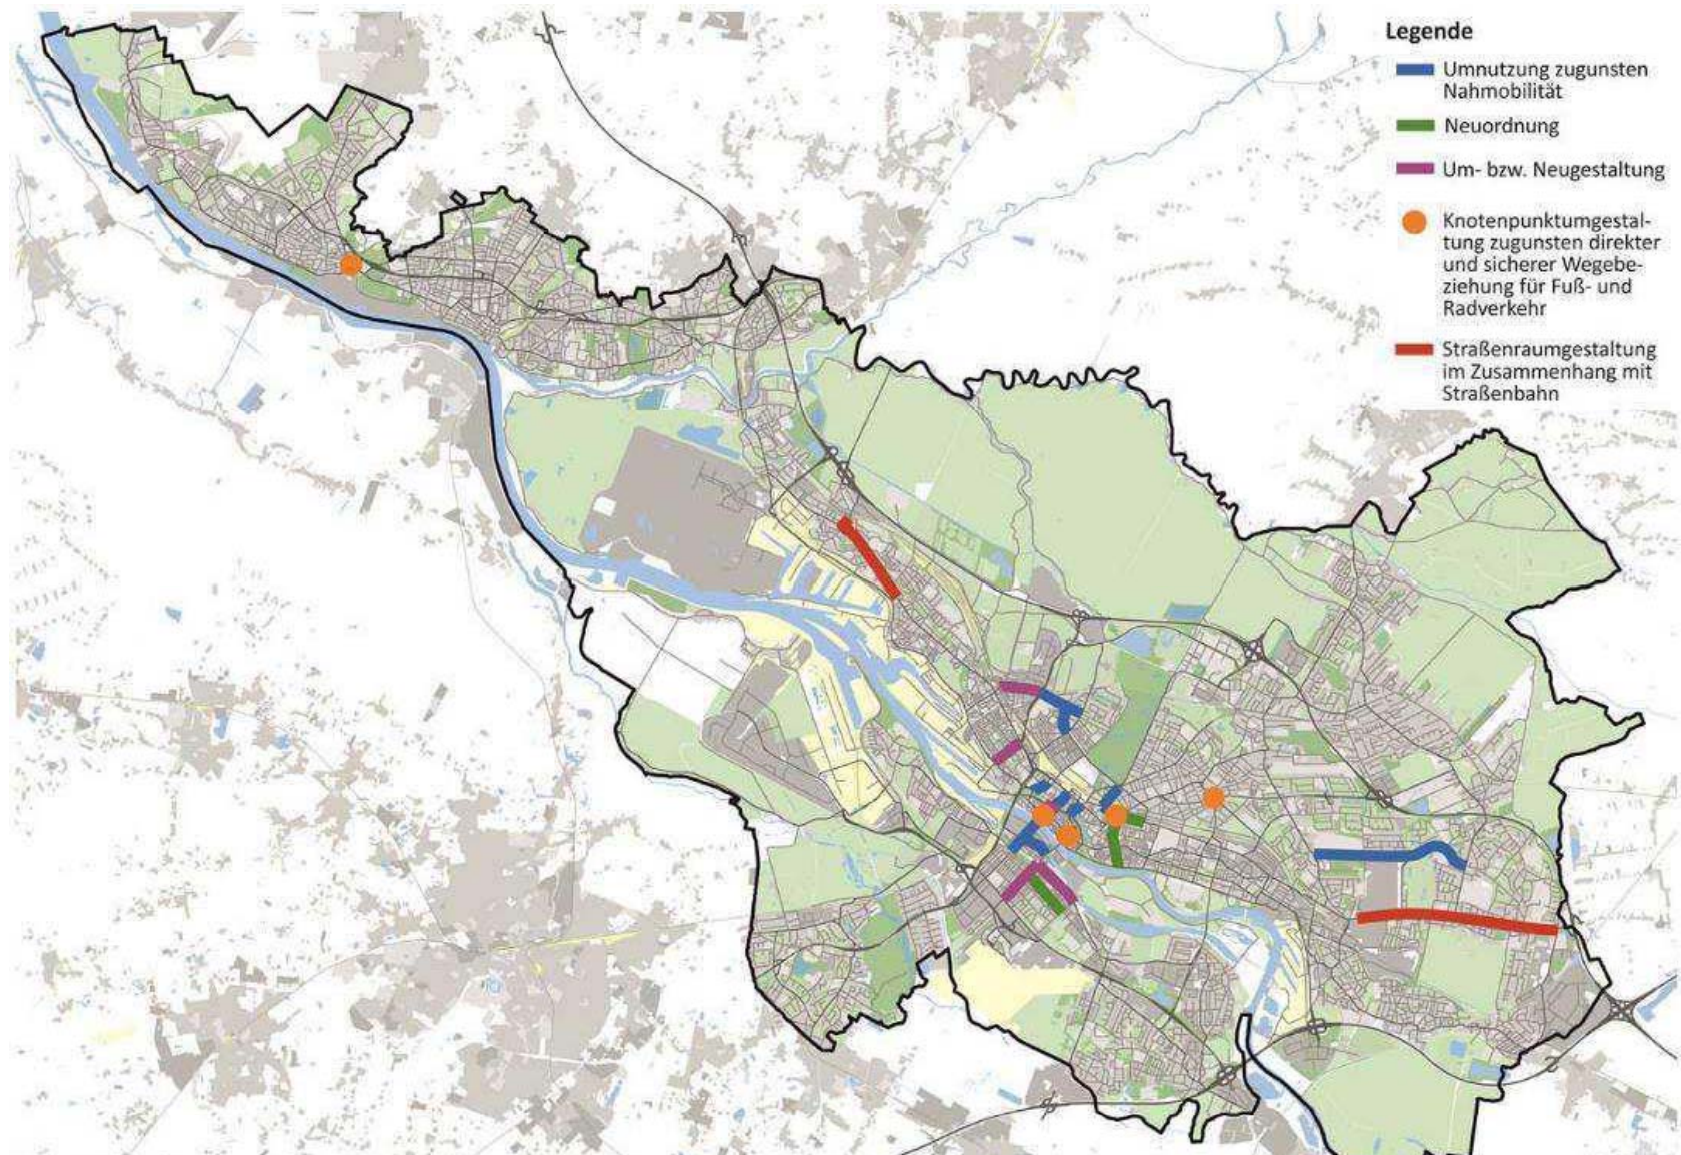 Legende
Umnutzung zugunsten
Nahmobilität
Neuordnung
Um- bzw. Neugestaltung
Knotenpunktumgestal-
tung zugunsten direkter
und sicherer Wegebe-
ziehung für Fuß- und
Radverkehr
Straßenraumgestaltung
im Zusammenhang mit
Straßenbahn